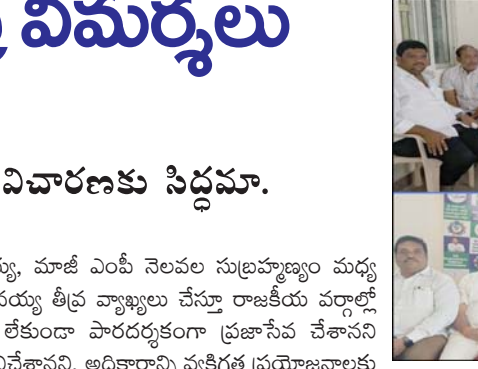 విమర్శలు
విచారణకు సిద్ధమా.
మాజీ ఎంపీ నెలవల సుబ్రహ్మణ్యం మధ్య
తీవ్ర వ్యాఖ్యలు చేస్తూ రాజకీయ వర్గాల్లో
లేకుండా పారదర్శకంగా ప్రజాసేవ చేశానని
అధికారాన్ని వ్యక్తిగత ప్రయోజనాలకు